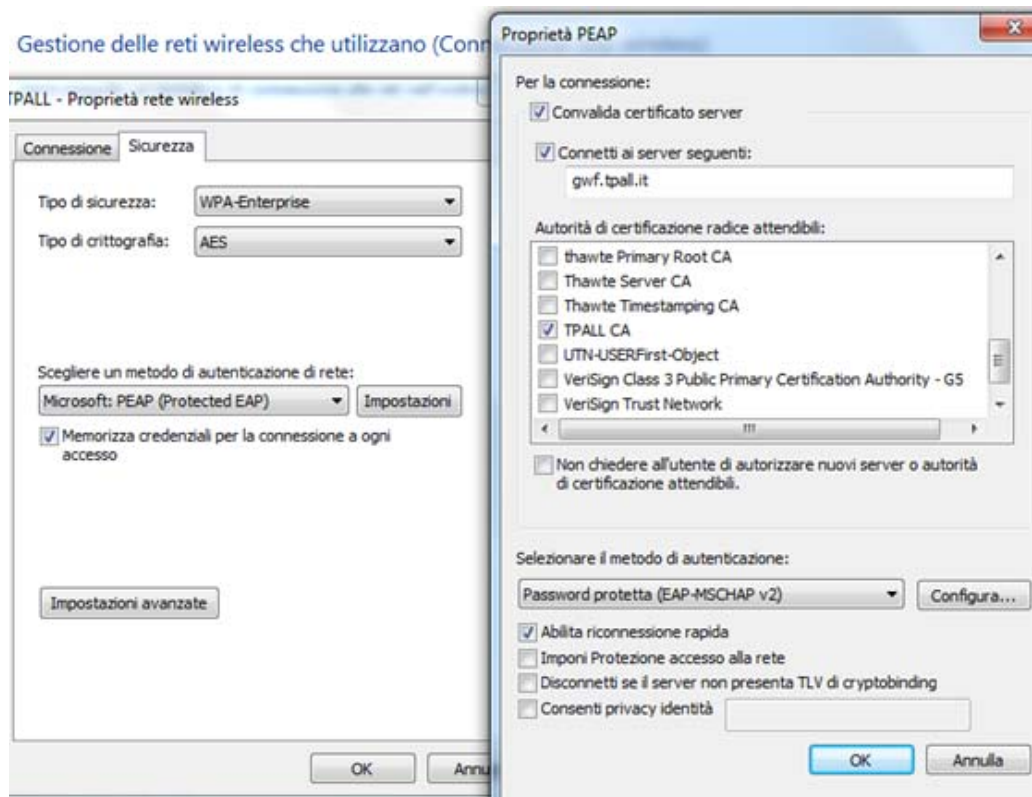 Gestione delle reti wireless che utilizzano (Conn
TPALL - Proprietà rete wireless
Connessione
Sicurezza
Tipo di sicurezza:
WPA-Enterprise
Tipo di crittografia:
AES
Scegliere un metodo di autenticazione di rete:
Microsoft: PEAP (Protected EAP)
Impostazioni
Memorizza credenziali per la connessione a ogni
accesso
Impostazioni avanzate
OK
Annu
Proprietà PEAP
Per la connessione:
Convalida certificato server
Connetti ai server seguenti:
gwf.tpall.it
Autorità di certificazione radice attendibili:
thawte Primary Root CA
Thawte Server CA
Thawte Timestamping CA
TPALL CA
UTN-USERFirst-Object
VeriSign Class 3 Public Primary Certification Authority - G5
VeriSign Trust Network
Non chiedere all'utente di autorizzare nuovi server o autorità
di certificazione attendibili.
Selezionare il metodo di autenticazione:
Password protetta (EAP-MSCHAP v2)
Configura...
Abilita riconnessione rapida
Imponi Protezione accesso alla rete
Disconnetti se il server non presenta TLV di cryptobinding
Consenti privacy identità
OK
Annulla